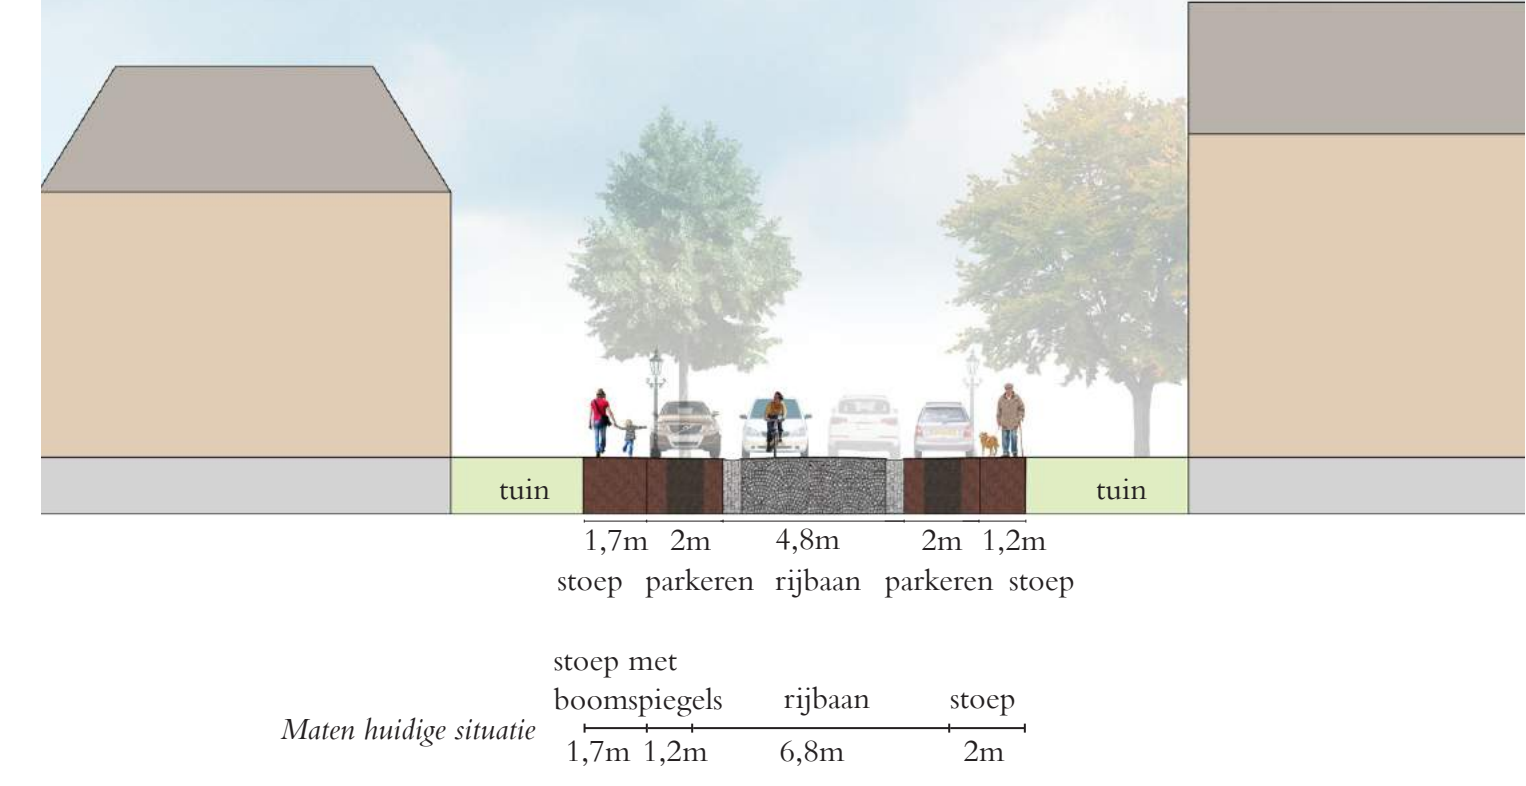 tuin
tuin
1,7m 2m 4,8m 2m 1,2m
stoep parkeren rijbaan parkeren stoep
stoep met
boomspiegels rijbaan stoep
Maten huidige situatie
1,7m 1,2m 6,8m 2m